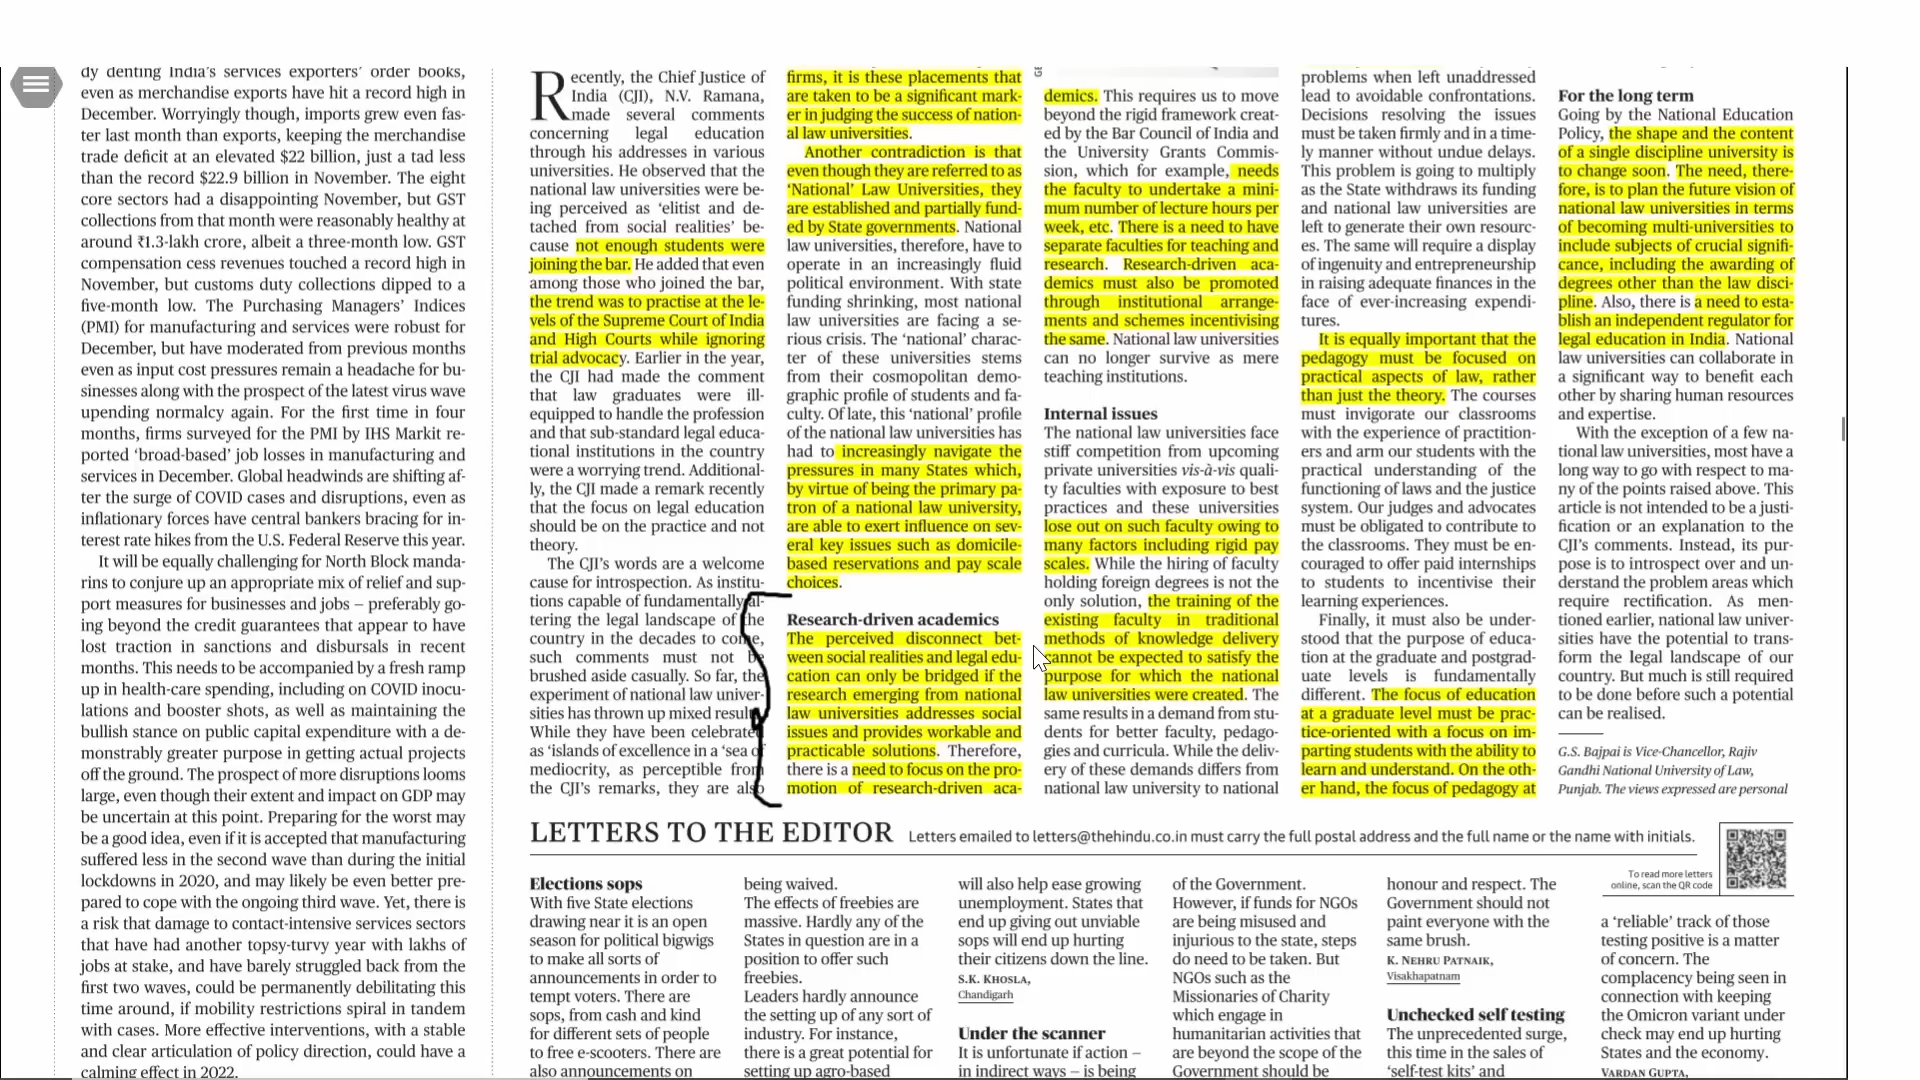 dy denting India's services exporters' order books,
even as merchandise exports have hit a record high in
December. Worryingly though, imports grew even fas-
ter last month than exports, keeping the merchandise
trade deficit at an elevated $22 billion, just a tad less
than the record $22.9 billion in November. The eight
core sectors had a disappointing November, but GST
collections from that month were reasonably healthy at
around ₹1.3-lakh crore, albeit a three-month low. GST
compensation cess revenues touched a record high in
November, but customs duty collections dipped to a
five-month low. The Purchasing Managers' Indices
(PMI) for manufacturing and services were robust for
December, but have moderated from previous months
even as input cost pressures remain a headache for bu-
sinesses along with the prospect of the latest virus wave
upending normalcy again. For the first time in four
months, firms surveyed for the PMI by IHS Markit re-
ported 'broad-based' job losses in manufacturing and
services in December. Global headwinds are shifting af-
ter the surge of COVID cases and disruptions, even as
inflationary forces have central bankers bracing for in-
terest rate hikes from the U.S. Federal Reserve this year.
It will be equally challenging for North Block manda-
rins to conjure up an appropriate mix of relief and sup-
port measures for businesses and jobs – preferably go-
ing beyond the credit guarantees that appear to have
lost traction in sanctions and disbursals in recent
months. This needs to be accompanied by a fresh ramp
up in health-care spending, including on COVID inocu-
lations and booster shots, as well as maintaining the
bullish stance on public capital expenditure with a de-
monstrably greater purpose in getting actual projects
off the ground. The prospect of more disruptions looms
large, even though their extent and impact on GDP may
be uncertain at this point. Preparing for the worst may
be a good idea, even if it is accepted that manufacturing
suffered less in the second wave than during the initial
lockdowns in 2020, and may likely be even better pre-
pared to cope with the ongoing third wave. Yet, there is
a risk that damage to contact-intensive services sectors
that have had another topsy-turvy year with lakhs of
jobs at stake, and have barely struggled back from the
first two waves, could be permanently debilitating this
time around, if mobility restrictions spiral in tandem
with cases. More effective interventions, with a stable
and clear articulation of policy direction, could have a
calming effect in 2022.
Recently, the Chief Justice of
India (CJI), N.V. Ramana,
made several comments
concerning legal education
through his addresses in various
universities. He observed that the
national law universities were be-
ing perceived as 'elitist and de-
tached from social realities' be-
cause not enough students were
joining the bar. He added that even
among those who joined the bar,
the trend was to practise at the le-
vels of the Supreme Court of India
and High Courts while ignoring
trial advocacy. Earlier in the year,
the CJI had made the comment
that law graduates were ill-
equipped to handle the profession
and that sub-standard legal educa-
tional institutions in the country
were a worrying trend. Additional-
ly, the CJI made a remark recently
that the focus on legal education
should be on the practice and not
theory.
The CJI's words are a welcome
cause for introspection. As institu-
tions capable of fundamentally al-
tering the legal landscape of the
country in the decades to come,
such comments must not be
brushed aside casually. So far, the
experiment of national law univer-
sities has thrown up mixed results.
While they have been celebrated
as 'islands of excellence in a 'sea of
mediocrity, as perceptible from
the CJI's remarks, they are also
firms, it is these placements that
are taken to be a significant mark-
er in judging the success of nation-
al law universities.
Another contradiction is that
even though they are referred to as
'National' Law Universities, they
are established and partially fund-
ed by State governments. National
law universities, therefore, have to
operate in an increasingly fluid
political environment. With state
funding shrinking, most national
law universities are facing a se-
rious crisis. The 'national' charac-
ter of these universities stems
from their cosmopolitan demo-
graphic profile of students and fa-
culty. Of late, this 'national' profile
of the national law universities has
had to increasingly navigate the
pressures in many States which,
by virtue of being the primary pa-
tron of a national law university,
are able to exert influence on sev-
eral key issues such as domicile-
based reservations and pay scale
choices.
Research-driven academics
The perceived disconnect bet-
ween social realities and legal edu-
cation can only be bridged if the
research emerging from national
law universities addresses social
issues and provides workable and
practicable solutions. Therefore,
there is a need to focus on the pro-
motion of research-driven aca-
demics. This requires us to move
beyond the rigid framework creat-
ed by the Bar Council of India and
the University Grants Commis-
sion, which for example, needs
the faculty to undertake a mini-
mum number of lecture hours per
week, etc. There is a need to have
separate faculties for teaching and
research. Research-driven aca-
demics must also be promoted
through institutional arrange-
ments and schemes incentivising
the same. National law universities
can no longer survive as mere
teaching institutions.
Internal issues
The national law universities face
stiff competition from upcoming
private universities vis-à-vis quali-
ty faculties with exposure to best
practices and these universities
lose out on such faculty owing to
many factors including rigid pay
scales. While the hiring of faculty
holding foreign degrees is not the
only solution, the training of the
existing faculty in traditional
methods of knowledge delivery
cannot be expected to satisfy the
purpose for which the national
law universities were created. The
same results in a demand from stu-
dents for better faculty, pedago-
gies and curricula. While the deliv-
ery of these demands differs from
national law university to national
problems when left unaddressed
lead to avoidable confrontations.
Decisions resolving the issues
must be taken firmly and in a time-
ly manner without undue delays.
This problem is going to multiply
as the State withdraws its funding
and national law universities are
left to generate their own resourc-
es. The same will require a display
of ingenuity and entrepreneurship
in raising adequate finances in the
face of ever-increasing expendi-
tures.
It is equally important that the
pedagogy must be focused on
practical aspects of law, rather
than just the theory. The courses
must invigorate our classrooms
with the experience of practition-
ers and arm our students with the
practical understanding of the
functioning of laws and the justice
system. Our judges and advocates
must be obligated to contribute to
the classrooms. They must be en-
couraged to offer paid internships
to students to incentivise their
learning experiences.
Finally, it must also be under-
stood that the purpose of educa-
tion at the graduate and postgrad-
uate levels is fundamentally
different. The focus of education
at a graduate level must be prac-
tice-oriented with a focus on im-
parting students with the ability to
learn and understand. On the oth-
er hand, the focus of pedagogy at
For the long term
Going by the National Education
Policy, the shape and the content
of a single discipline university is
to change soon. The need, there-
fore, is to plan the future vision of
national law universities in terms
of becoming multi-universities to
include subjects of crucial signifi-
cance, including the awarding of
degrees other than the law disci-
pline. Also, there is a need to esta-
blish an independent regulator for
legal education in India. National
law universities can collaborate in
a significant way to benefit each
other by sharing human resources
and expertise.
With the exception of a few na-
tional law universities, most have a
long way to go with respect to ma-
ny of the points raised above. This
article is not intended to be a justi-
fication or an explanation to the
CJI's comments. Instead, its pur-
pose is to introspect over and un-
derstand the problem areas which
require rectification. As men-
tioned earlier, national law univer-
sities have the potential to trans-
form the legal landscape of our
country. But much is still required
to be done before such a potential
can be realised.
G.S. Bajpai is Vice-Chancellor, Rajiv
Gandhi National University of Law,
Punjab. The views expressed are personal
LETTERS TO THE EDITOR Letters emailed to letters@thehindu.co.in must carry the full postal address and the full name or the name with initials.
To read more letters
online, scan the QR code
Elections sops
With five State elections
drawing near it is an open
season for political bigwigs
to make all sorts of
announcements in order to
tempt voters. There are
sops, from cash and kind
for different sets of people
to free e-scooters. There are
also announcements on
being waived.
The effects of freebies are
massive. Hardly any of the
States in question are in a
position to offer such
freebies.
Leaders hardly announce
the setting up of any sort of
industry. For instance,
there is a great potential for
setting up agro-based
will also help ease growing
unemployment. States that
end up giving out unviable
sops will end up hurting
their citizens down the line.
S.K. KHOSLA,
Chandigarh
Under the scanner
It is unfortunate if action –
in indirect ways – is being
of the Government.
However, if funds for NGOs
are being misused and
injurious to the state, steps
do need to be taken. But
NGOs such as the
Missionaries of Charity
which engage in
humanitarian activities that
are beyond the scope of the
Government should be
honour and respect. The
Government should not
paint everyone with the
same brush.
K. NEHRU PATNAIK,
Visakhapatnam
Unchecked self testing
The unprecedented surge,
this time in the sales of
'self-test kits' and
a 'reliable' track of those
testing positive is a matter
of concern. The
complacency being seen in
connection with keeping
the Omicron variant under
check may end up hurting
States and the economy.
VARDAN GUPTA,